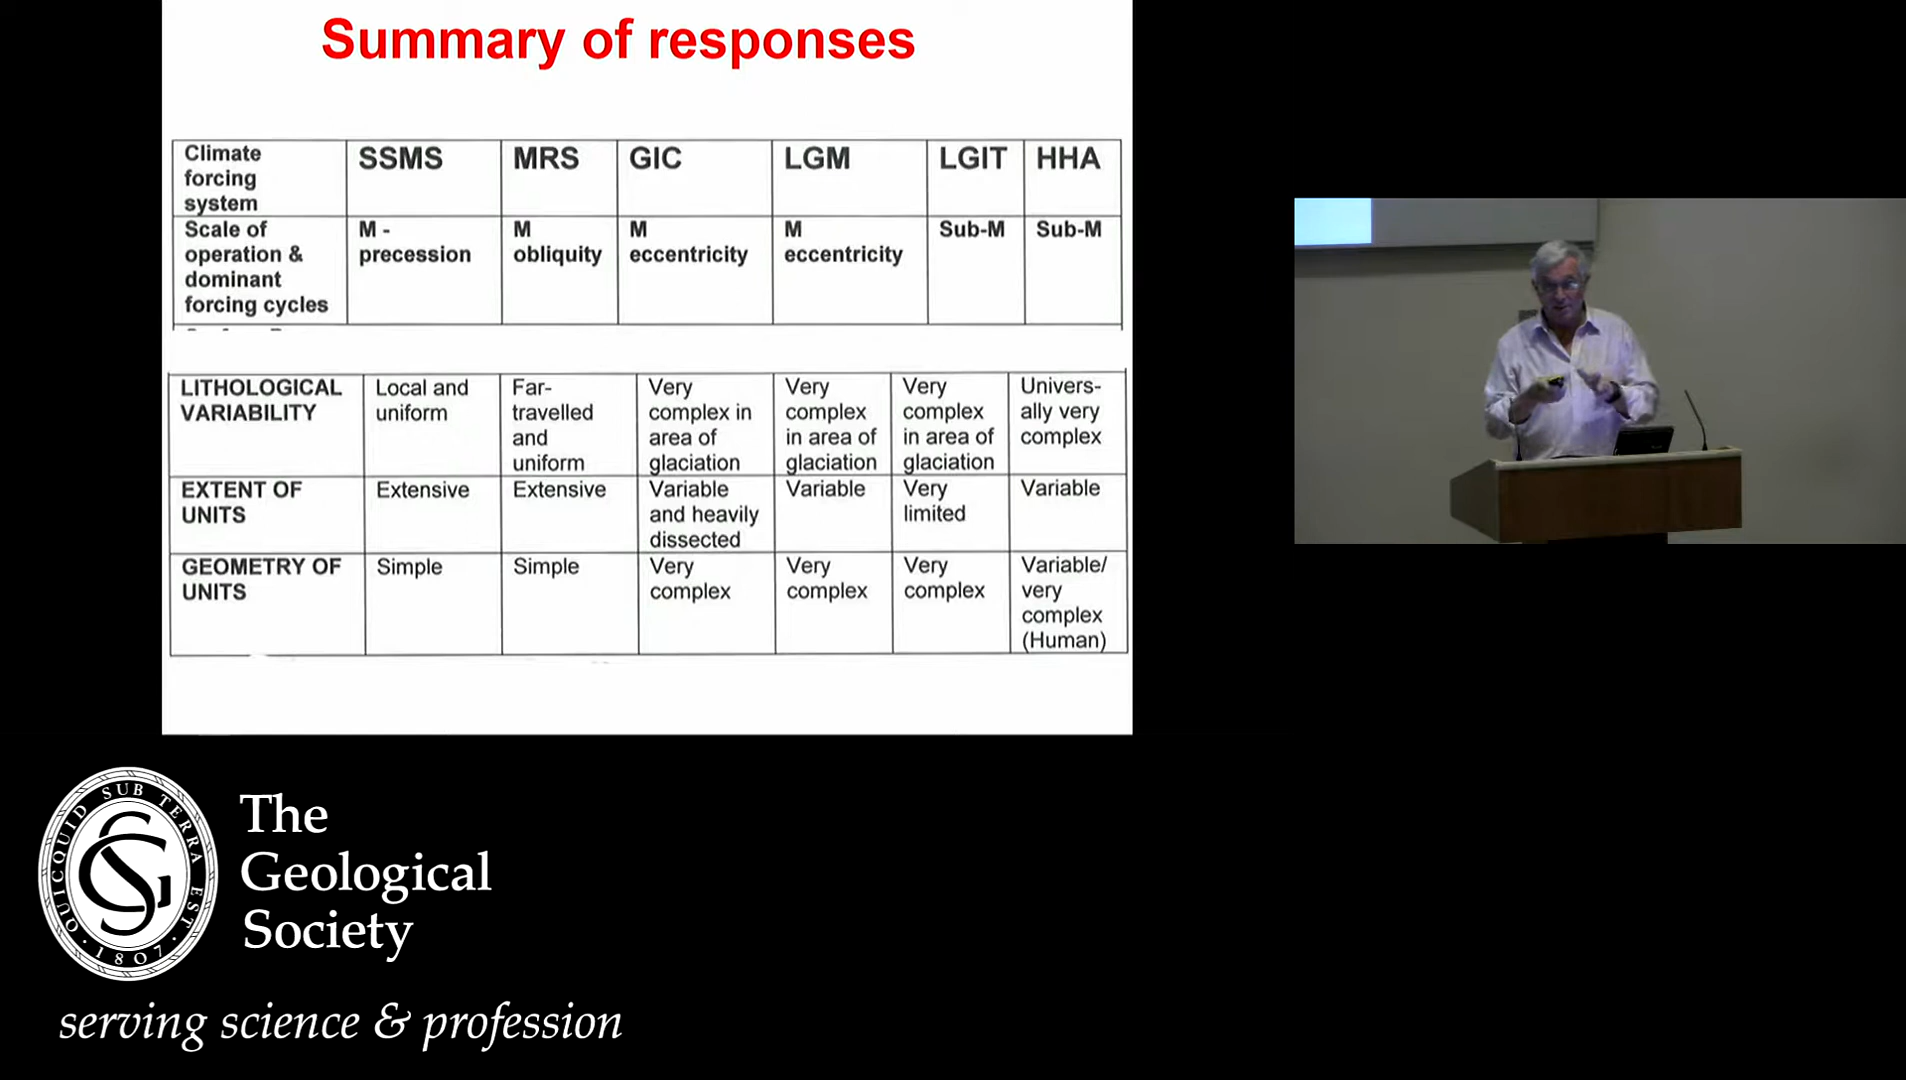 Summary of responses
Climate forcing system
SSMS
MRS
GIC
LGM
LGIT
HHA
Scale of operation & dominant forcing cycles
M - precession
M obliquity
M eccentricity
M eccentricity
Sub-M
Sub-M
LITHOLOGICAL VARIABILITY
Local and uniform
Far-travelled and uniform
Very complex in area of glaciation
Very complex in area of glaciation
Very complex in area of glaciation
Univers-ally very complex
EXTENT OF UNITS
Extensive
Extensive
Variable and heavily dissected
Variable
Very limited
Variable
GEOMETRY OF UNITS
Simple
Simple
Very complex
Very complex
Very complex
Variable/ very complex (Human)
QUICQUID SUB TERRA EST
1807
The
Geological
Society
serving science & profession